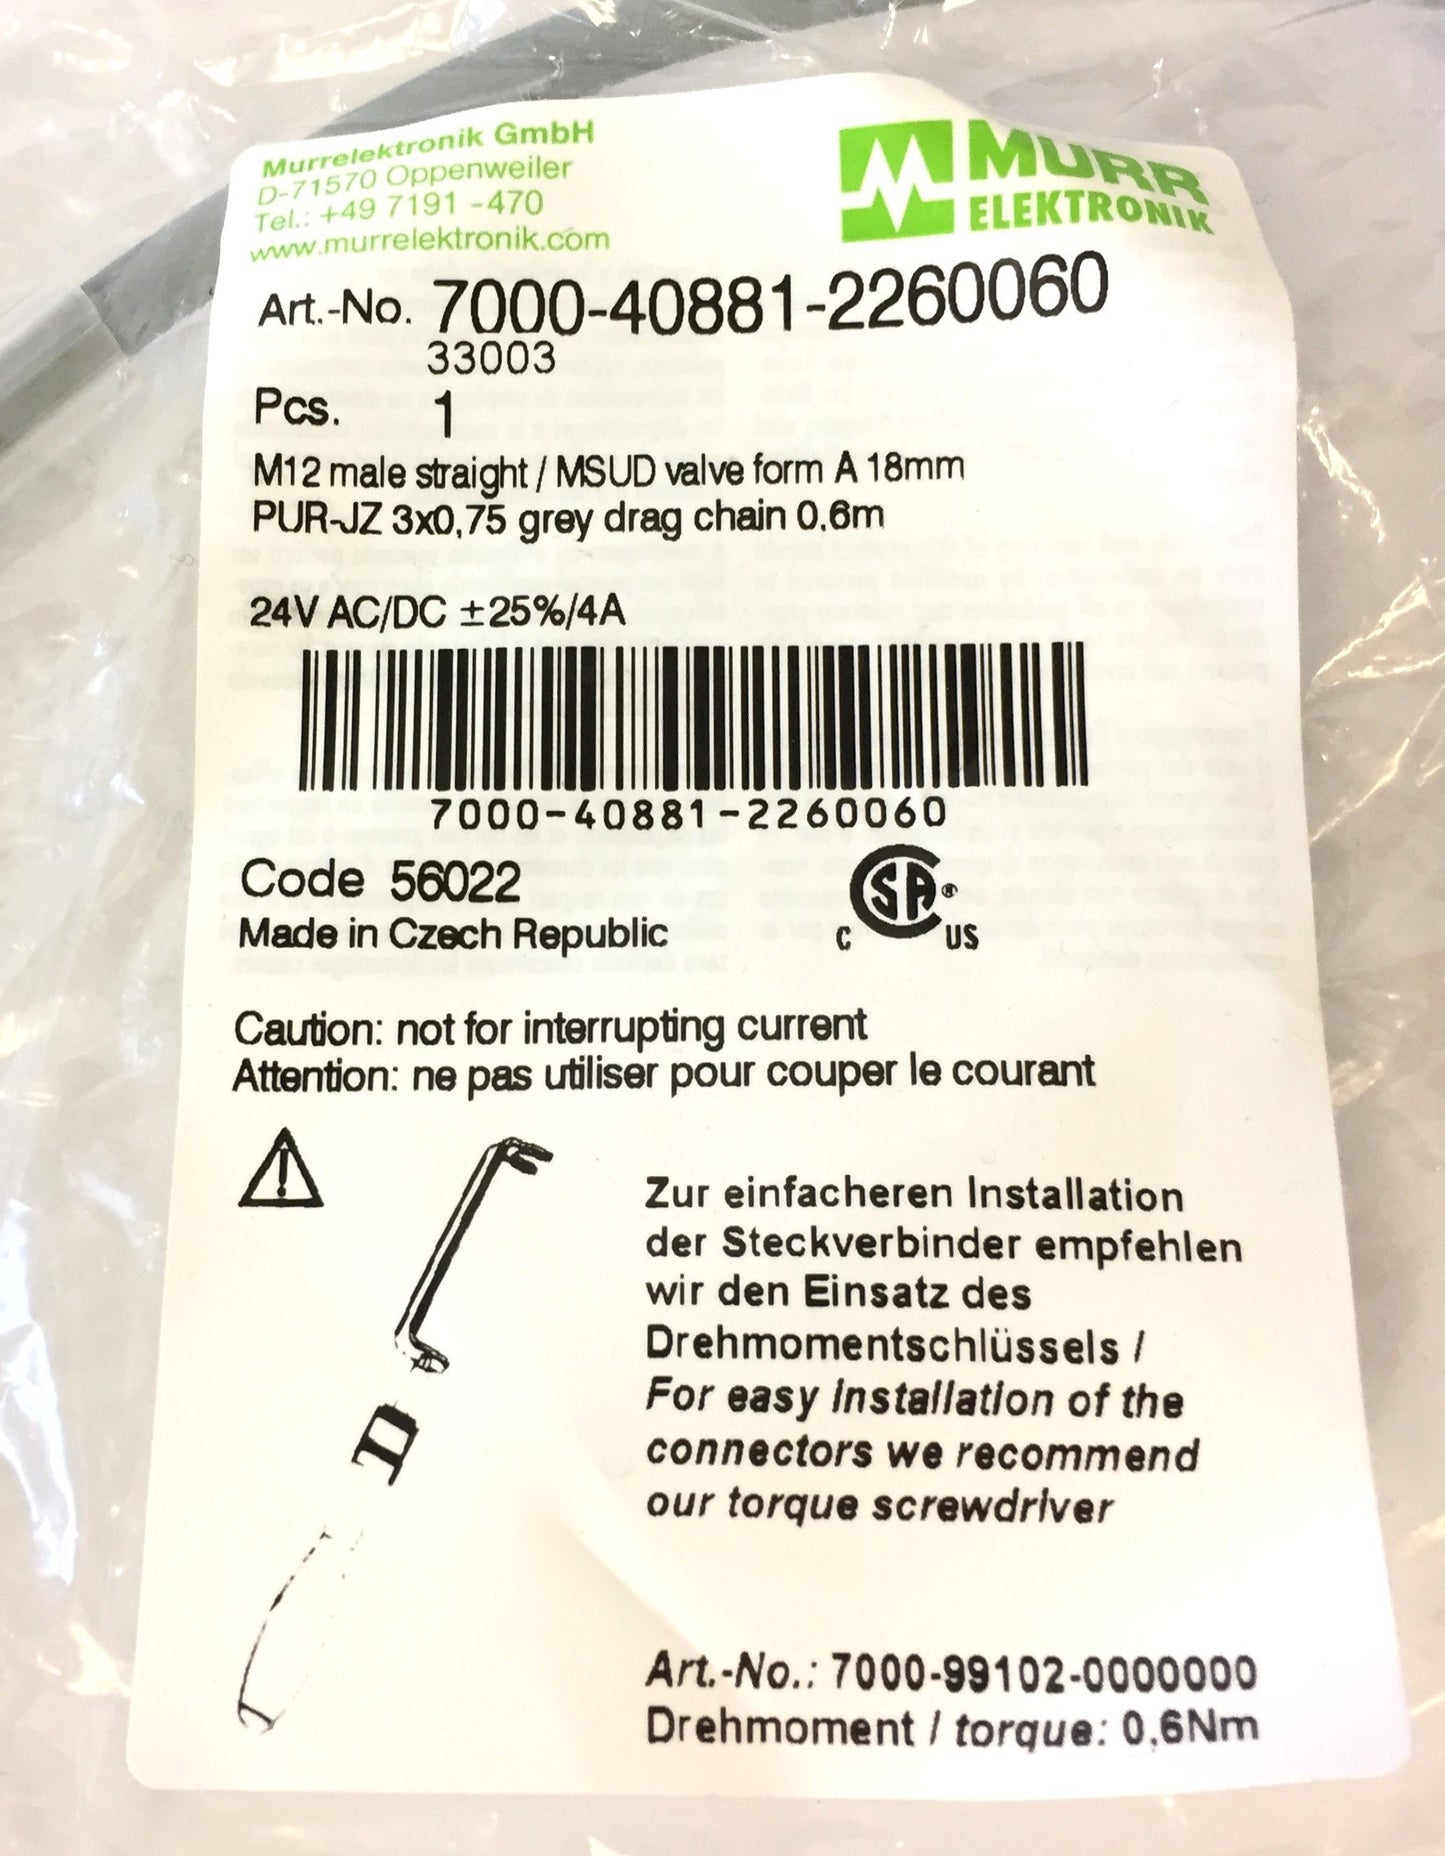 Murrelektronik GmbH
D-71570 Oppenweiler
Tel.: +49 7191 -470
www.murrelektronik.com
MURR
ELEKTRONIK
Art.-No. 7000-40881-2260060
33003
Pcs. 1
M12 male straight / MSUD valve form A 18mm
PUR-JZ 3x0,75 grey drag chain 0,6m
24V AC/DC ±25%/4A
7000-40881-2260060
Code 56022
Made in Czech Republic
C SA ®
C US
Caution: not for interrupting current
Attention: ne pas utiliser pour couper le courant
Zur einfacheren Installation
der Steckverbinder empfehlen
wir den Einsatz des
Drehmomentschlüssels /
For easy installation of the
connectors we recommend
our torque screwdriver
Art.-No.: 7000-99102-0000000
Drehmoment / torque: 0,6Nm